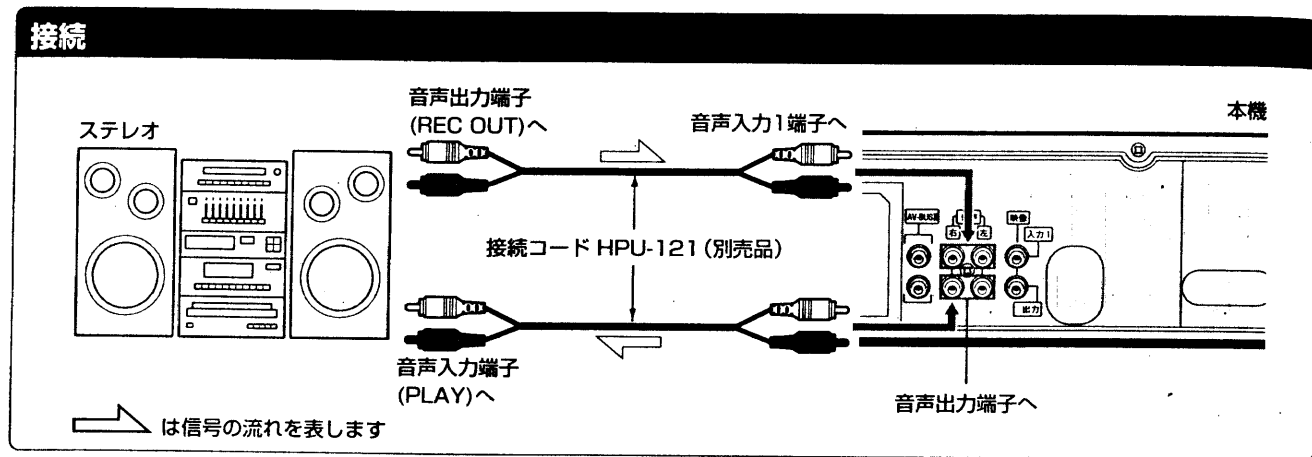 接続
ステレオ
音声出力端子
(REC OUT)へ
音声入力1端子へ
本機
AV-BUSⅡ
右
左
映像
入力1
接続コード HPU-121(別売品)
出力
音声入力端子
(PLAY)へ
音声出力端子へ
は信号の流れを表します